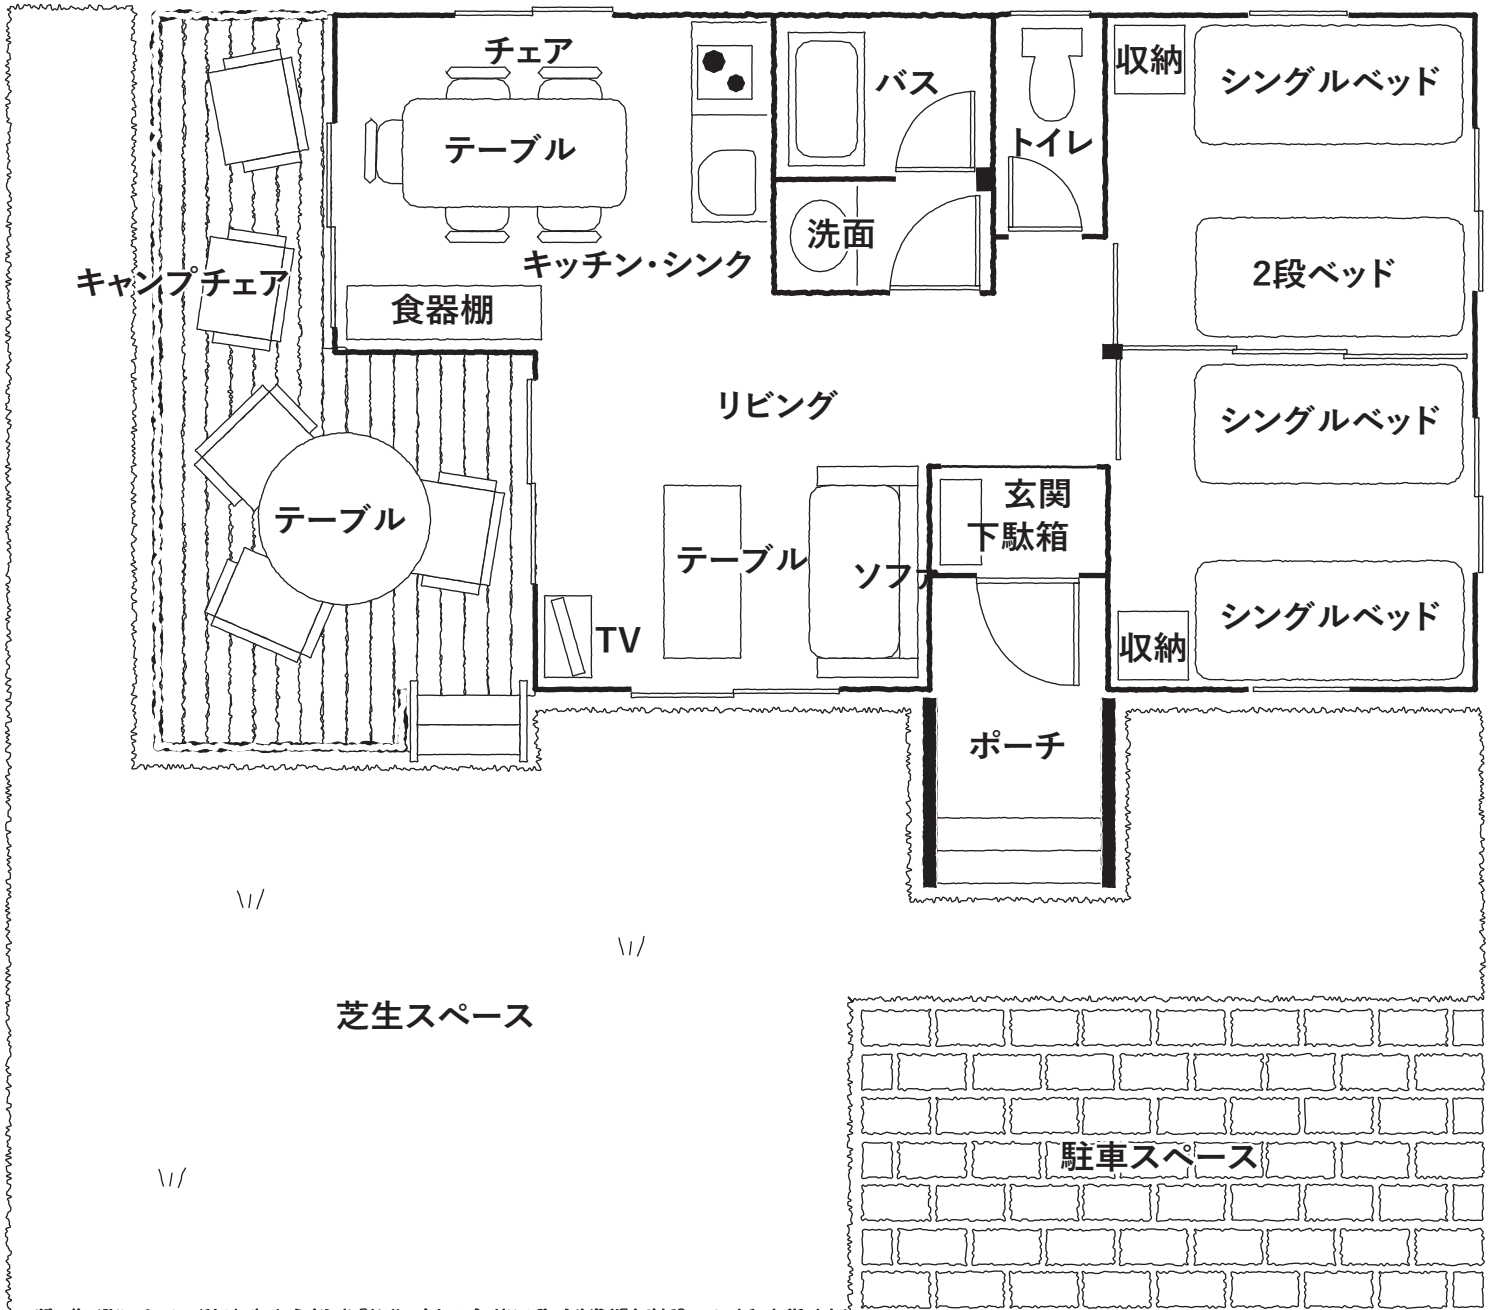 チェア
バス
収納
シングルベッド
テーブル
トイレ
洗面
キッチン・シンク
2段ベッド
キャンプチェア
食器棚
リビング
シングルベッド
玄関
下駄箱
テーブル
テーブル
ソファ
TV
シングルベッド
収納
ポーチ
芝生スペース
駐車スペース